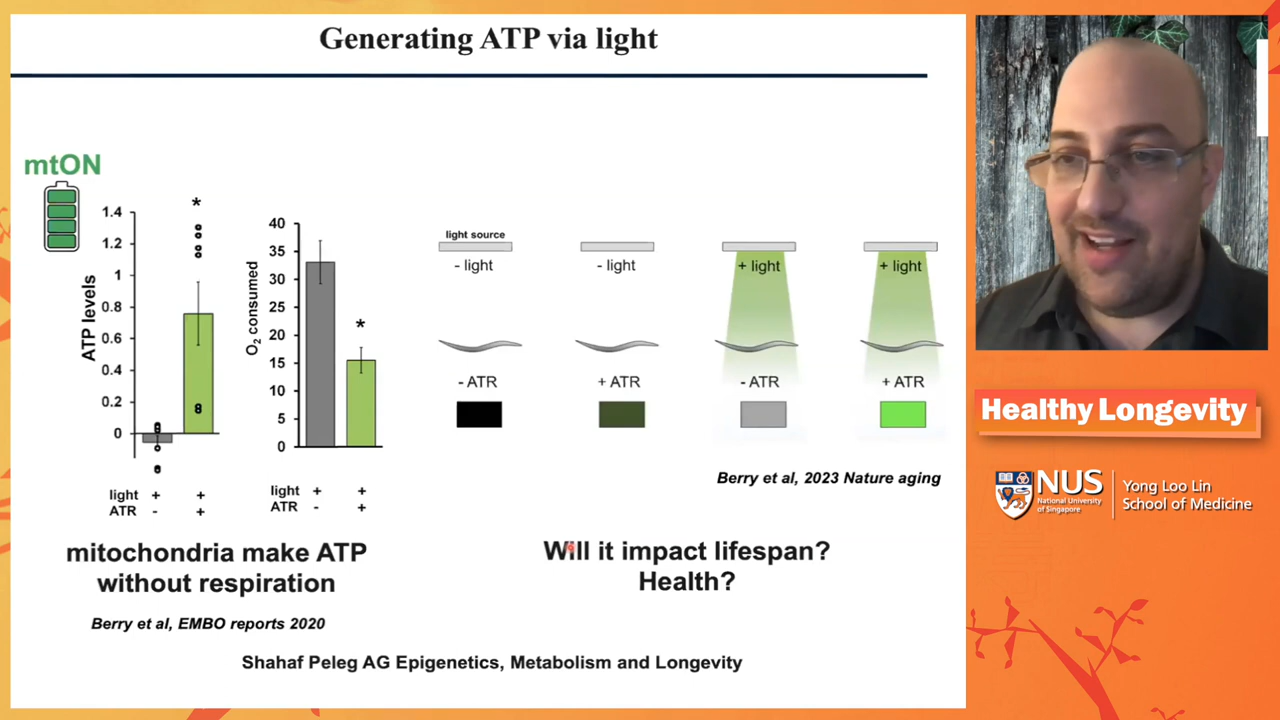 Generating ATP via light
mtON
ATP levels
1.4
1.2
1
0.8
0.6
0.4
0.2
0
*
light + +
ATR - +
O2 consumed
40
35
30
25
20
15
10
5
0
*
light + +
ATR - +
mitochondria make ATP
without respiration
Berry et al, EMBO reports 2020
light source
- light - light + light + light
- ATR + ATR - ATR + ATR
Berry et al, 2023 Nature aging
Will it impact lifespan?
Health?
Shahaf Peleg AG Epigenetics, Metabolism and Longevity
Healthy Longevity
NUS
National University
of Singapore
Yong Loo Lin
School of Medicine